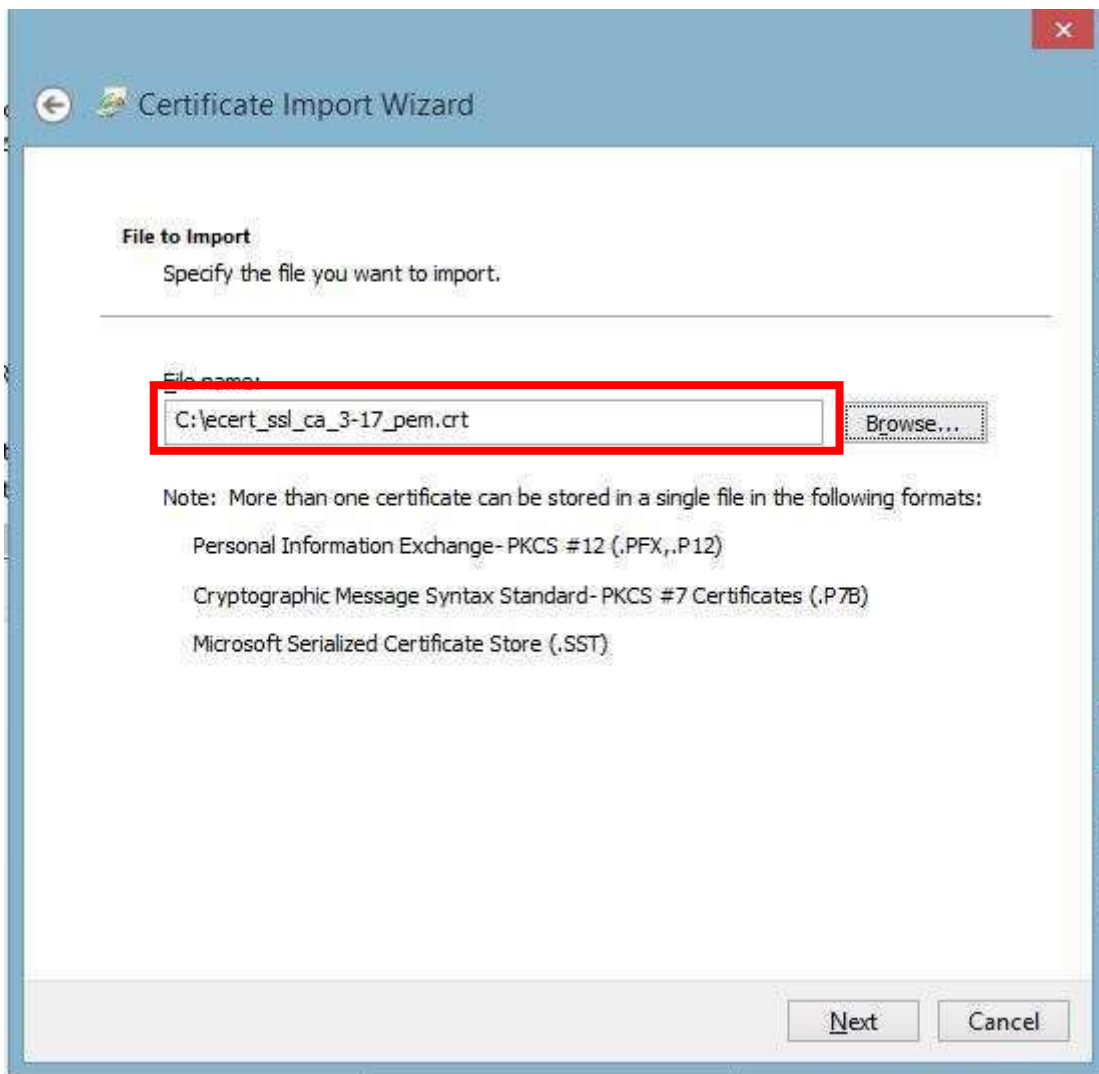 Certificate Import Wizard
File to Import
Specify the file you want to import.
File name:
C:\ecert_ssl_ca_3-17_pem.crt
Browse...
Note: More than one certificate can be stored in a single file in the following formats:
Personal Information Exchange- PKCS #12 (.PFX,.P12)
Cryptographic Message Syntax Standard- PKCS #7 Certificates (.P7B)
Microsoft Serialized Certificate Store (.SST)
Next
Cancel